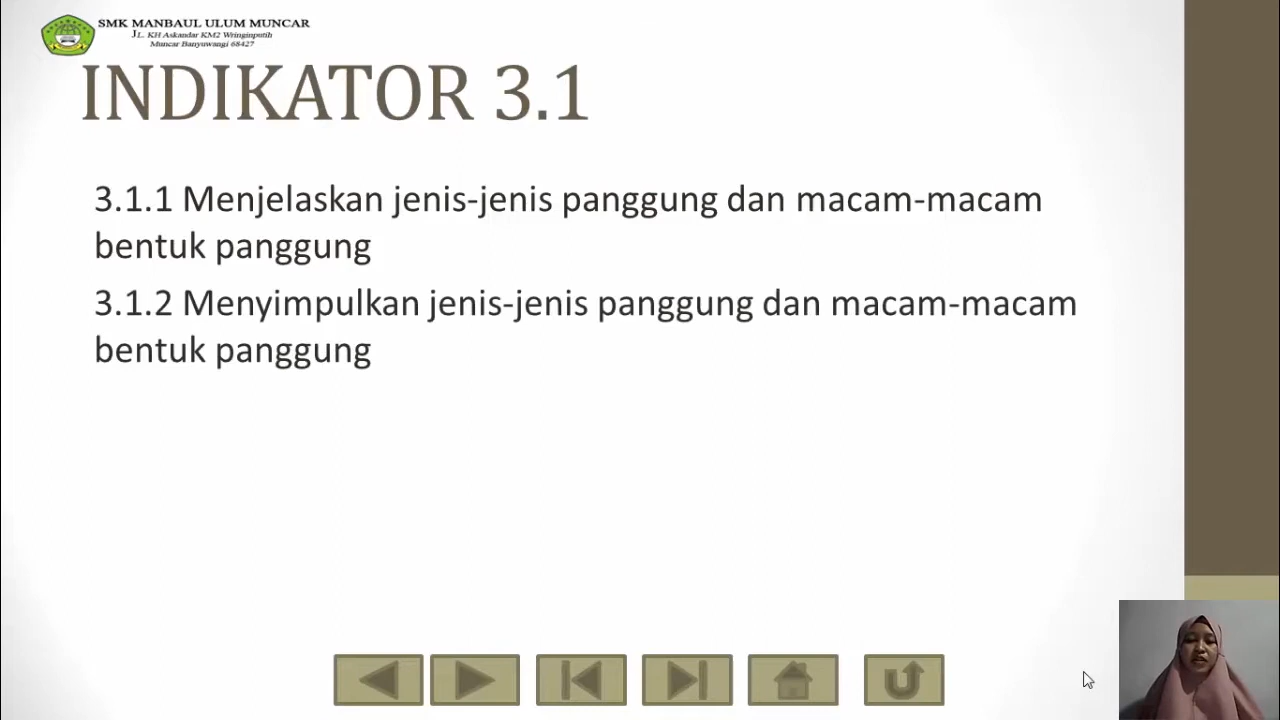 SMK MANBAUL ULUM MUNCAR
JL. KH Askandar KM2 Wringinputih
Muncar Banyuwangi 68427
INDIKATOR 3.1
3.1.1 Menjelaskan jenis-jenis panggung dan macam-macam
bentuk panggung
3.1.2 Menyimpulkan jenis-jenis panggung dan macam-macam
bentuk panggung